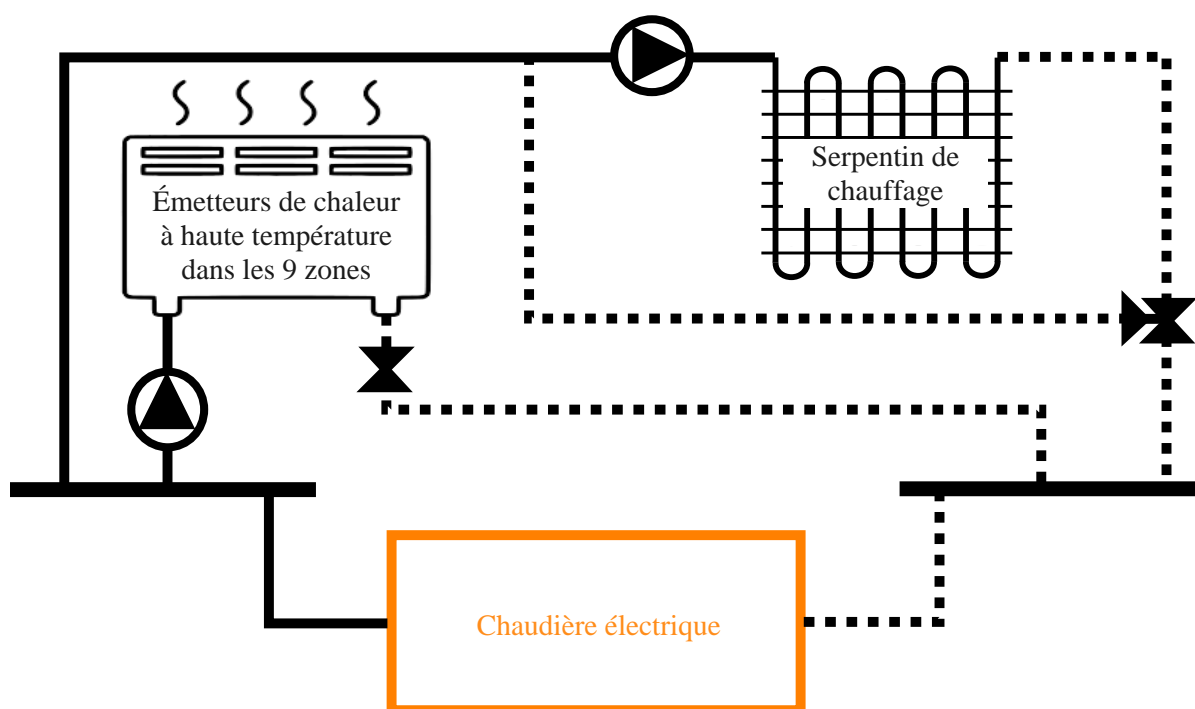 Serpentin de
chauffage
Émetteurs de chaleur
à haute température
dans les 9 zones
Chaudière électrique